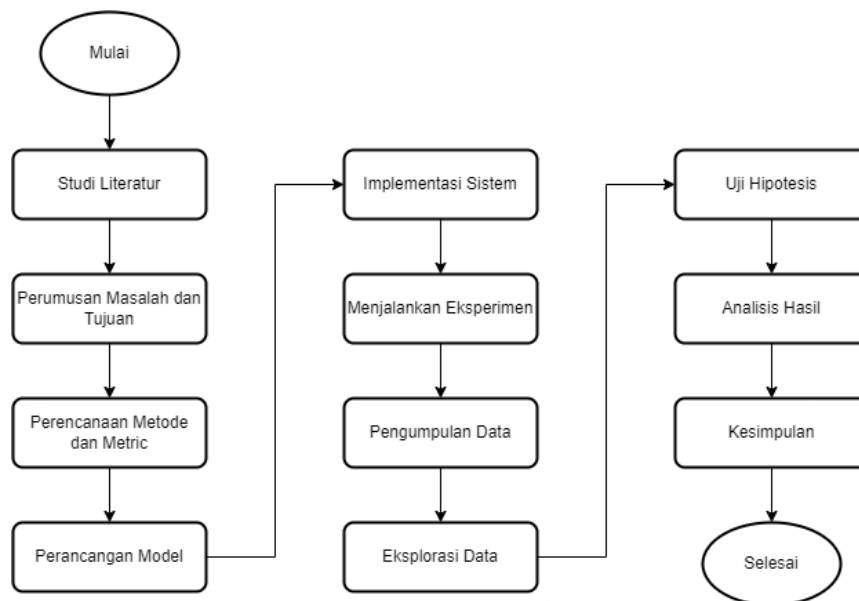 Mulai
Studi Literatur
Perumusan Masalah dan
Tujuan
Perencanaan Metode
dan Metric
Perancangan Model
Implementasi Sistem
Menjalankan Eksperimen
Pengumpulan Data
Eksplorasi Data
Uji Hipotesis
Analisis Hasil
Kesimpulan
Selesai